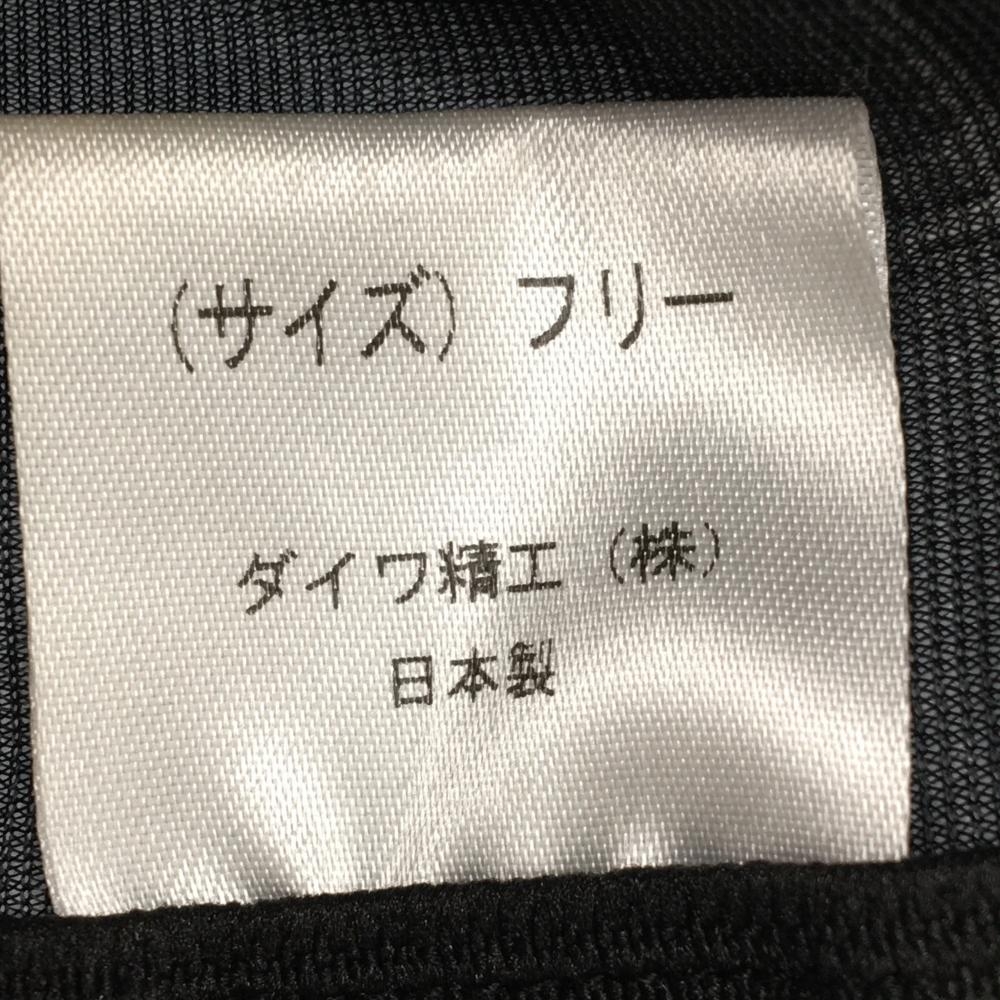 (サイズ) フリー
ダイワ精工 (株)
日本製